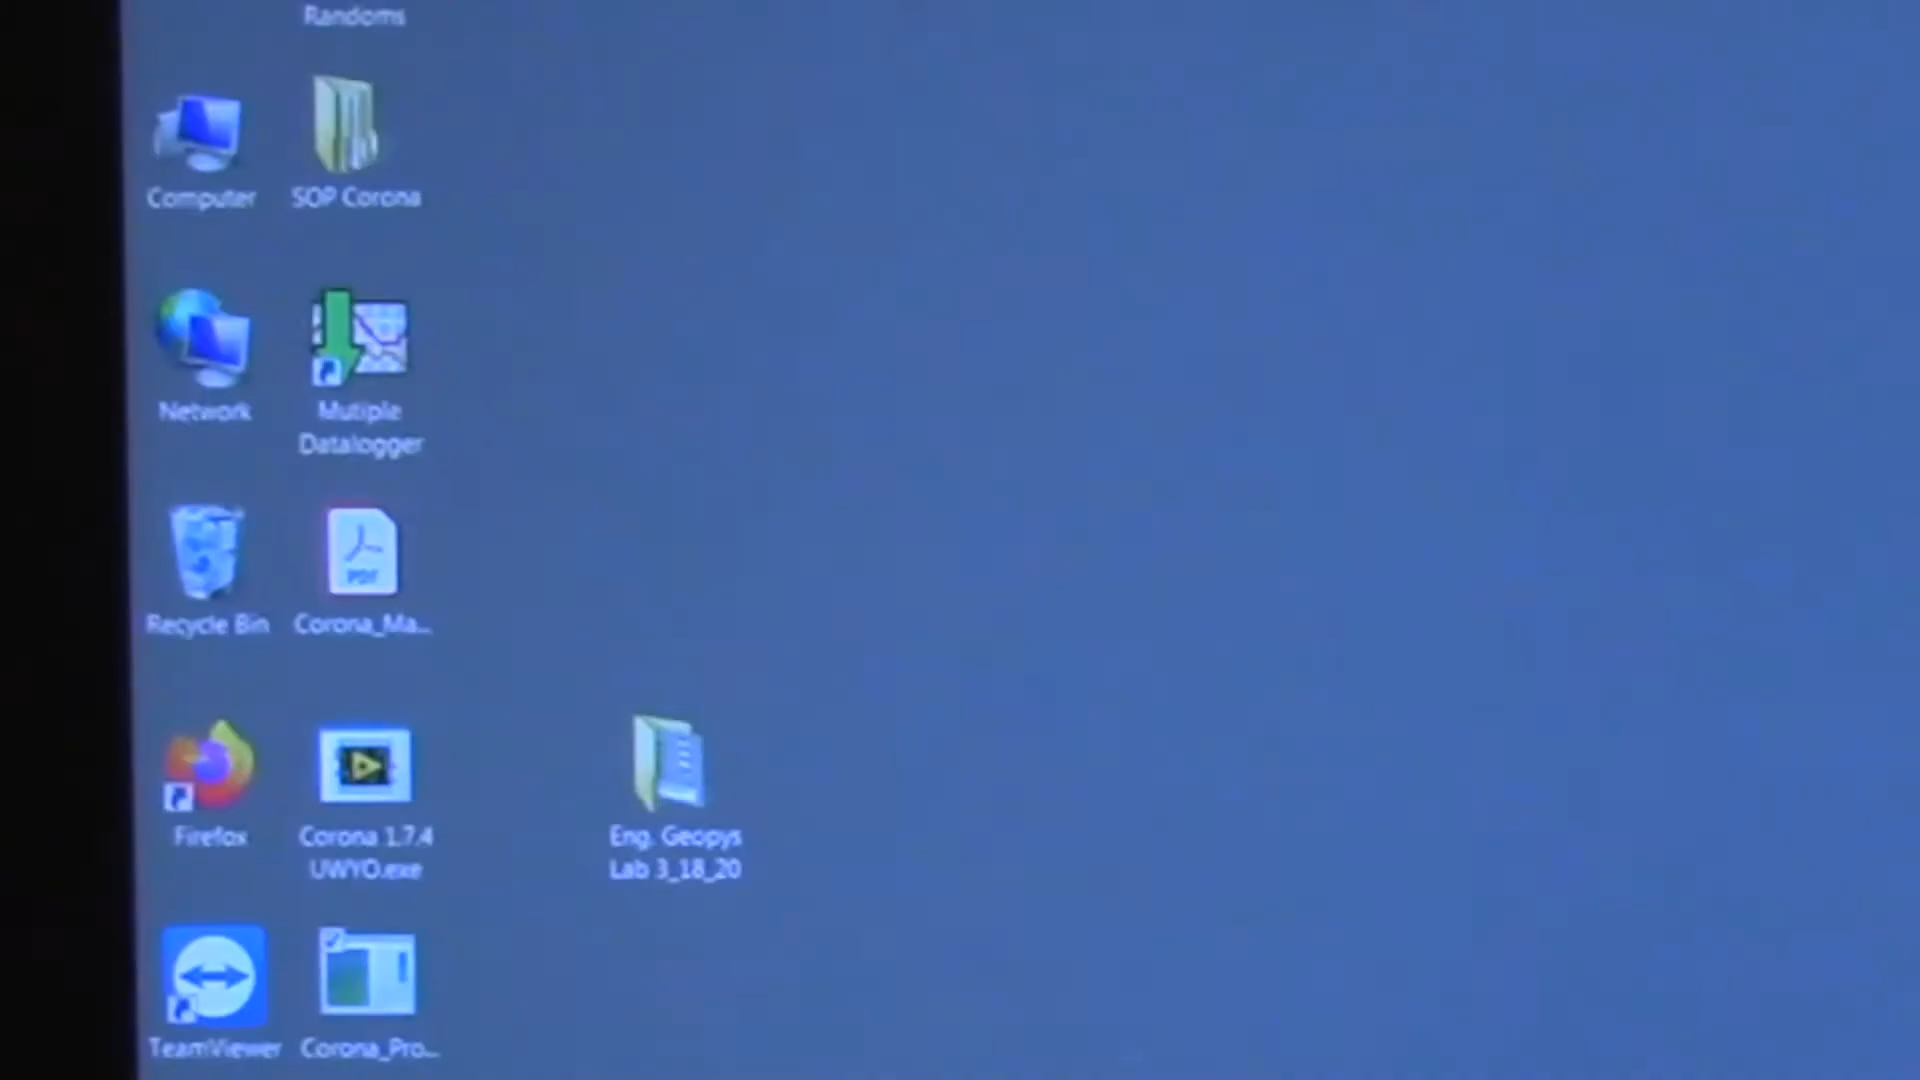 Randoms
Computer
SOP Corona
Network
Mutiple
Datalogger
Recycle Bin
PDF
Corona_Ma...
Firefox
Corona 1.7.4
UWYO.exe
Eng. Geopys
Lab 3_18_20
TeamViewer
Corona_Pro...